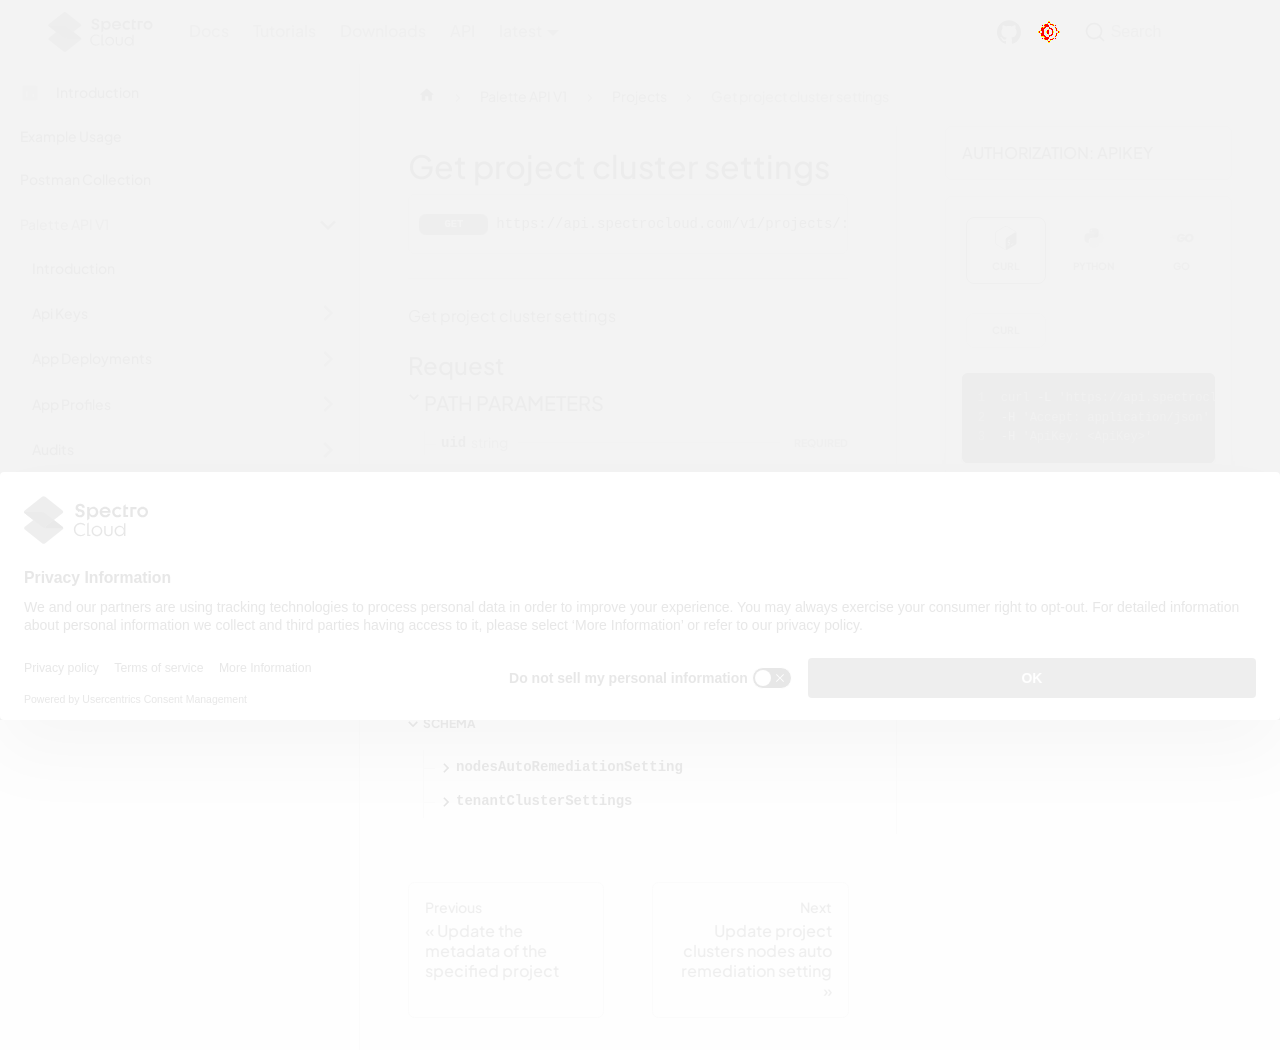 Spectro Cloud
Docs Tutorials Downloads API latest
Search
Introduction
Example Usage
Postman Collection
Palette API V1
Introduction
Api Keys
App Deployments
App Profiles
Audits
Palette API V1
Projects
Get project cluster settings
Get project cluster settings
GET
https://api.spectrocloud.com/v1/projects/
Get project cluster settings
Request
PATH PARAMETERS
uid
REQUIRED
AUTHORIZATION: APIKEY
CURL
PYTHON
GO
CURL
Spectro
Cloud
Privacy Information
We and our partners are using tracking technologies to process personal data in order to improve your experience. You may always exercise your consumer right to opt-out. For detailed information
about personal information we collect and third parties having access to it, please select ‘More Information’ or refer to our privacy policy.
Privacy policy Terms of service More Information
Powered by Usercentrics Consent Management
Do not sell my personal information
OK
SCHEMA
nodesAutoRemediationSetting
tenantClusterSettings
Previous
« Update the
metadata of the
specified project
Next
Update project
clusters nodes auto
remediation setting
»